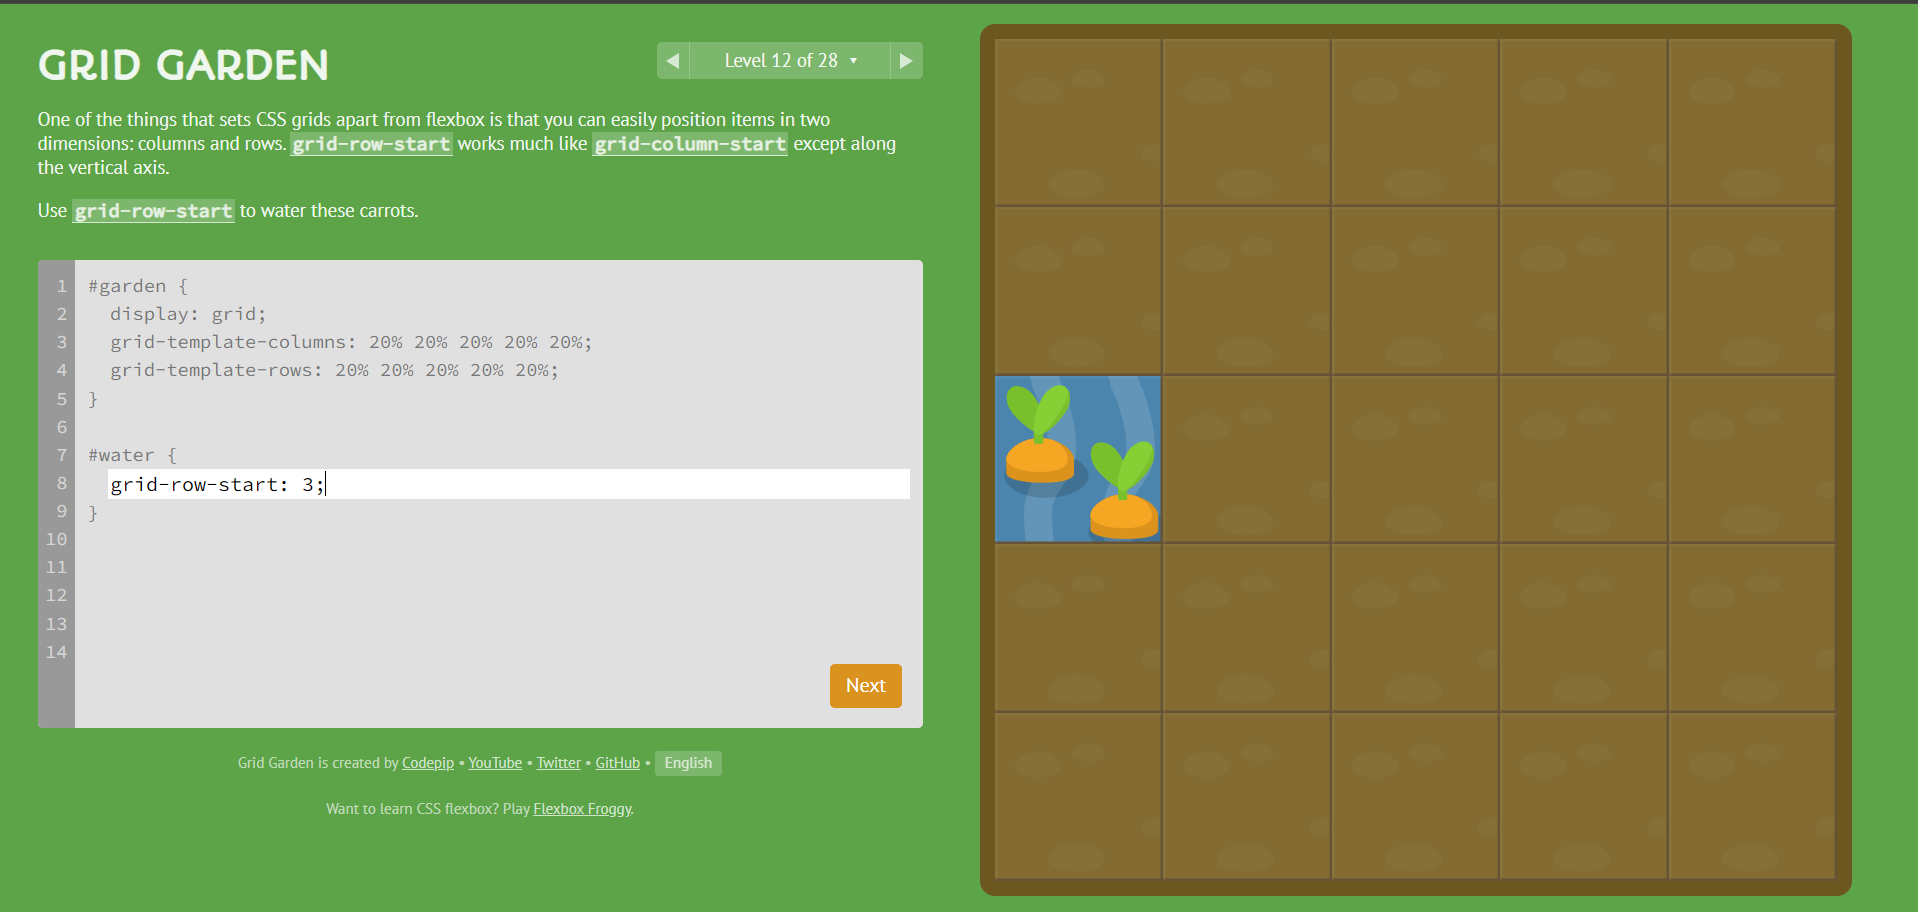 GRID GARDEN
◀ Level 12 of 28 ▼ ▶
One of the things that sets CSS grids apart from flexbox is that you can easily position items in two
dimensions: columns and rows. grid-row-start works much like grid-column-start except along
the vertical axis.
Use grid-row-start to water these carrots.
1 #garden {
2   display: grid;
3   grid-template-columns: 20% 20% 20% 20% 20%;
4   grid-template-rows: 20% 20% 20% 20% 20%;
5 }
6
7 #water {
8   grid-row-start: 3;
9 }
10
11
12
13
14
Next
Grid Garden is created by Codepip • YouTube • Twitter • GitHub • English
Want to learn CSS flexbox? Play Flexbox Froggy.